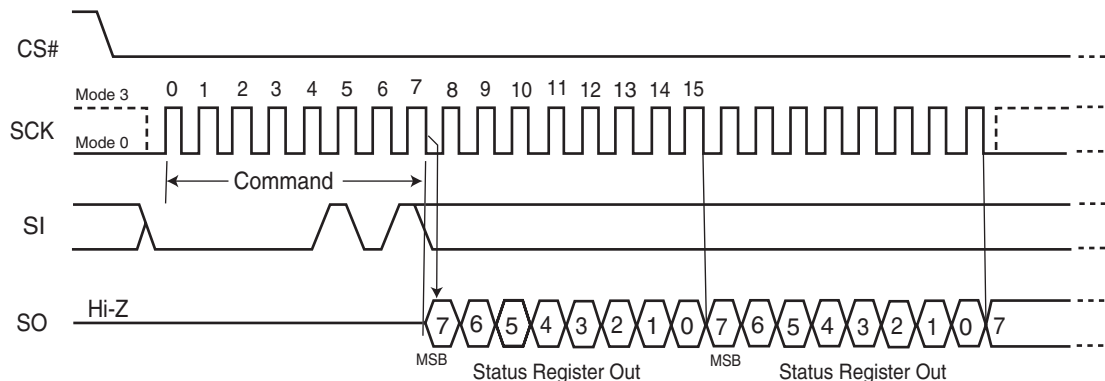 CS#
0 1 2 3 4 5 6 7 8 9 10 11 12 13 14 15
Mode 3
SCK
Mode 0
Command
SI
Hi-Z
SO
7 6 5 4 3 2 1 0 7 6 5 4 3 2 1 0 7
MSB Status Register Out MSB Status Register Out